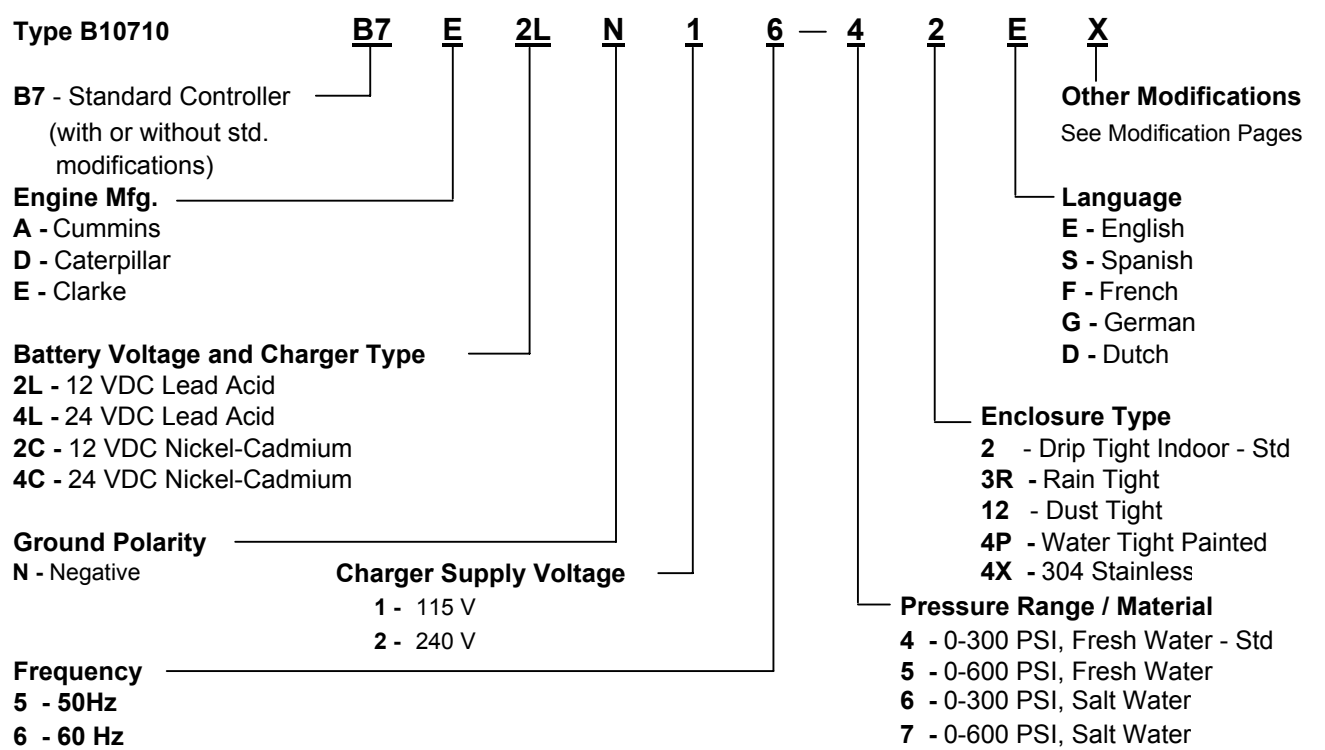 Type B10710 B7 E 2L N 1 6 — 4 2 E X
B7 - Standard Controller
(with or without std.
modifications)
Engine Mfg.
A - Cummins
D - Caterpillar
E - Clarke
Battery Voltage and Charger Type
2L - 12 VDC Lead Acid
4L - 24 VDC Lead Acid
2C - 12 VDC Nickel-Cadmium
4C - 24 VDC Nickel-Cadmium
Ground Polarity
N - Negative
Charger Supply Voltage
1 - 115 V
2 - 240 V
Frequency
5 - 50Hz
6 - 60 Hz
Other Modifications
See Modification Pages
Language
E - English
S - Spanish
F - French
G - German
D - Dutch
Enclosure Type
2 - Drip Tight Indoor - Std
3R - Rain Tight
12 - Dust Tight
4P - Water Tight Painted
4X - 304 Stainless
Pressure Range / Material
4 - 0-300 PSI, Fresh Water - Std
5 - 0-600 PSI, Fresh Water
6 - 0-300 PSI, Salt Water
7 - 0-600 PSI, Salt Water